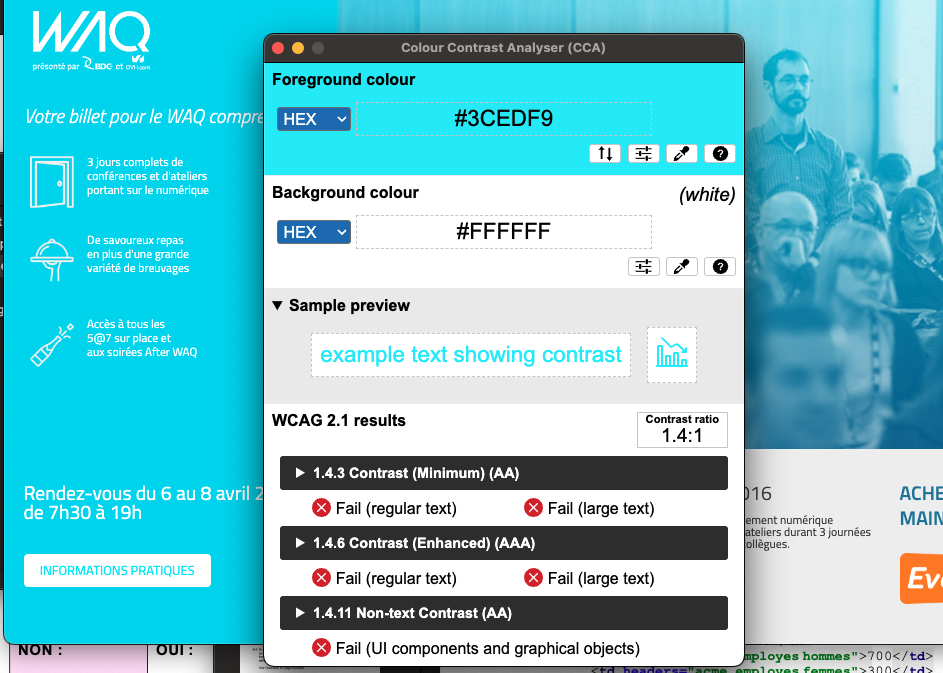 WAQ
présenté par BDG et OVH.com
Votre billet pour le WAQ compre
3 jours complets de
conférences et d'ateliers
portant sur le numérique
De savoureux repas
en plus d'une grande
variété de breuvages
Accès à tous les
5@7 sur place et
aux soirées After WAQ
Rendez-vous du 6 au 8 avril 2
de 7h30 à 19h
INFORMATIONS PRATIQUES
NON :
OUI :
Colour Contrast Analyser (CCA)
Foreground colour
HEX
#3CEDF9
Background colour
(white)
HEX
#FFFFFF
▼ Sample preview
example text showing contrast
WCAG 2.1 results
Contrast ratio
1.4:1
1.4.3 Contrast (Minimum) (AA)
Fail (regular text)
Fail (large text)
1.4.6 Contrast (Enhanced) (AAA)
Fail (regular text)
Fail (large text)
1.4.11 Non-text Contrast (AA)
Fail (UI components and graphical objects)
016
ement numérique
ateliers durant 3 journées
ollègues.
ACHE
MAIN
Eve
mployes hommes">700</td>
<td headers="acme employes femmes">300</td>